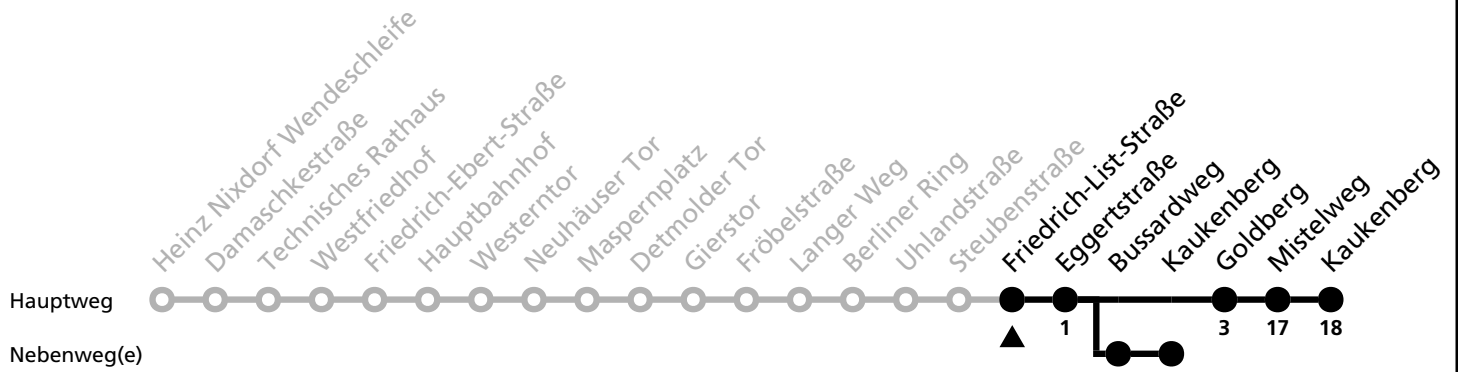 Heinz Nixdorf Wendeschleife
Damaschkestraße
Technisches Rathaus
Westfriedhof
Friedrich-Ebert-Straße
Hauptbahnhof
Westerntor
Neuhäuser Tor
Maspernplatz
Detmolder Tor
Gierstor
Fröbelstraße
Langer Weg
Berliner Ring
Uhlandstraße
Steubenstraße
Friedrich-List-Straße
Eggertstraße
Bussardweg
Kaukenberg
Goldberg
Mistelweg
Kaukenberg
Hauptweg
1 3 17 18
Nebenweg(e)